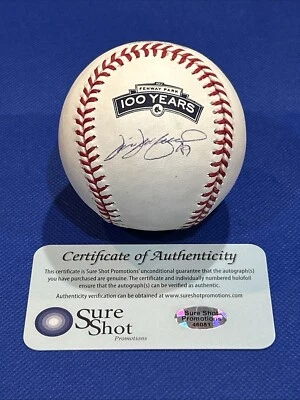 FENWAY PARK
100 YEARS
Certificate of Authenticity
This certificate is Sure Shot Promotions' unconditional guarantee that the autograph(s)
you have purchased are genuine. The certificate and individually numbered holofoil
ensure that the autograph(s) can be verified as authentic.
Authenticity verification can be obtained at www.sureshotpromotions.com
Sure
Shot
Promotions
Sure Shot
Promotions
48081